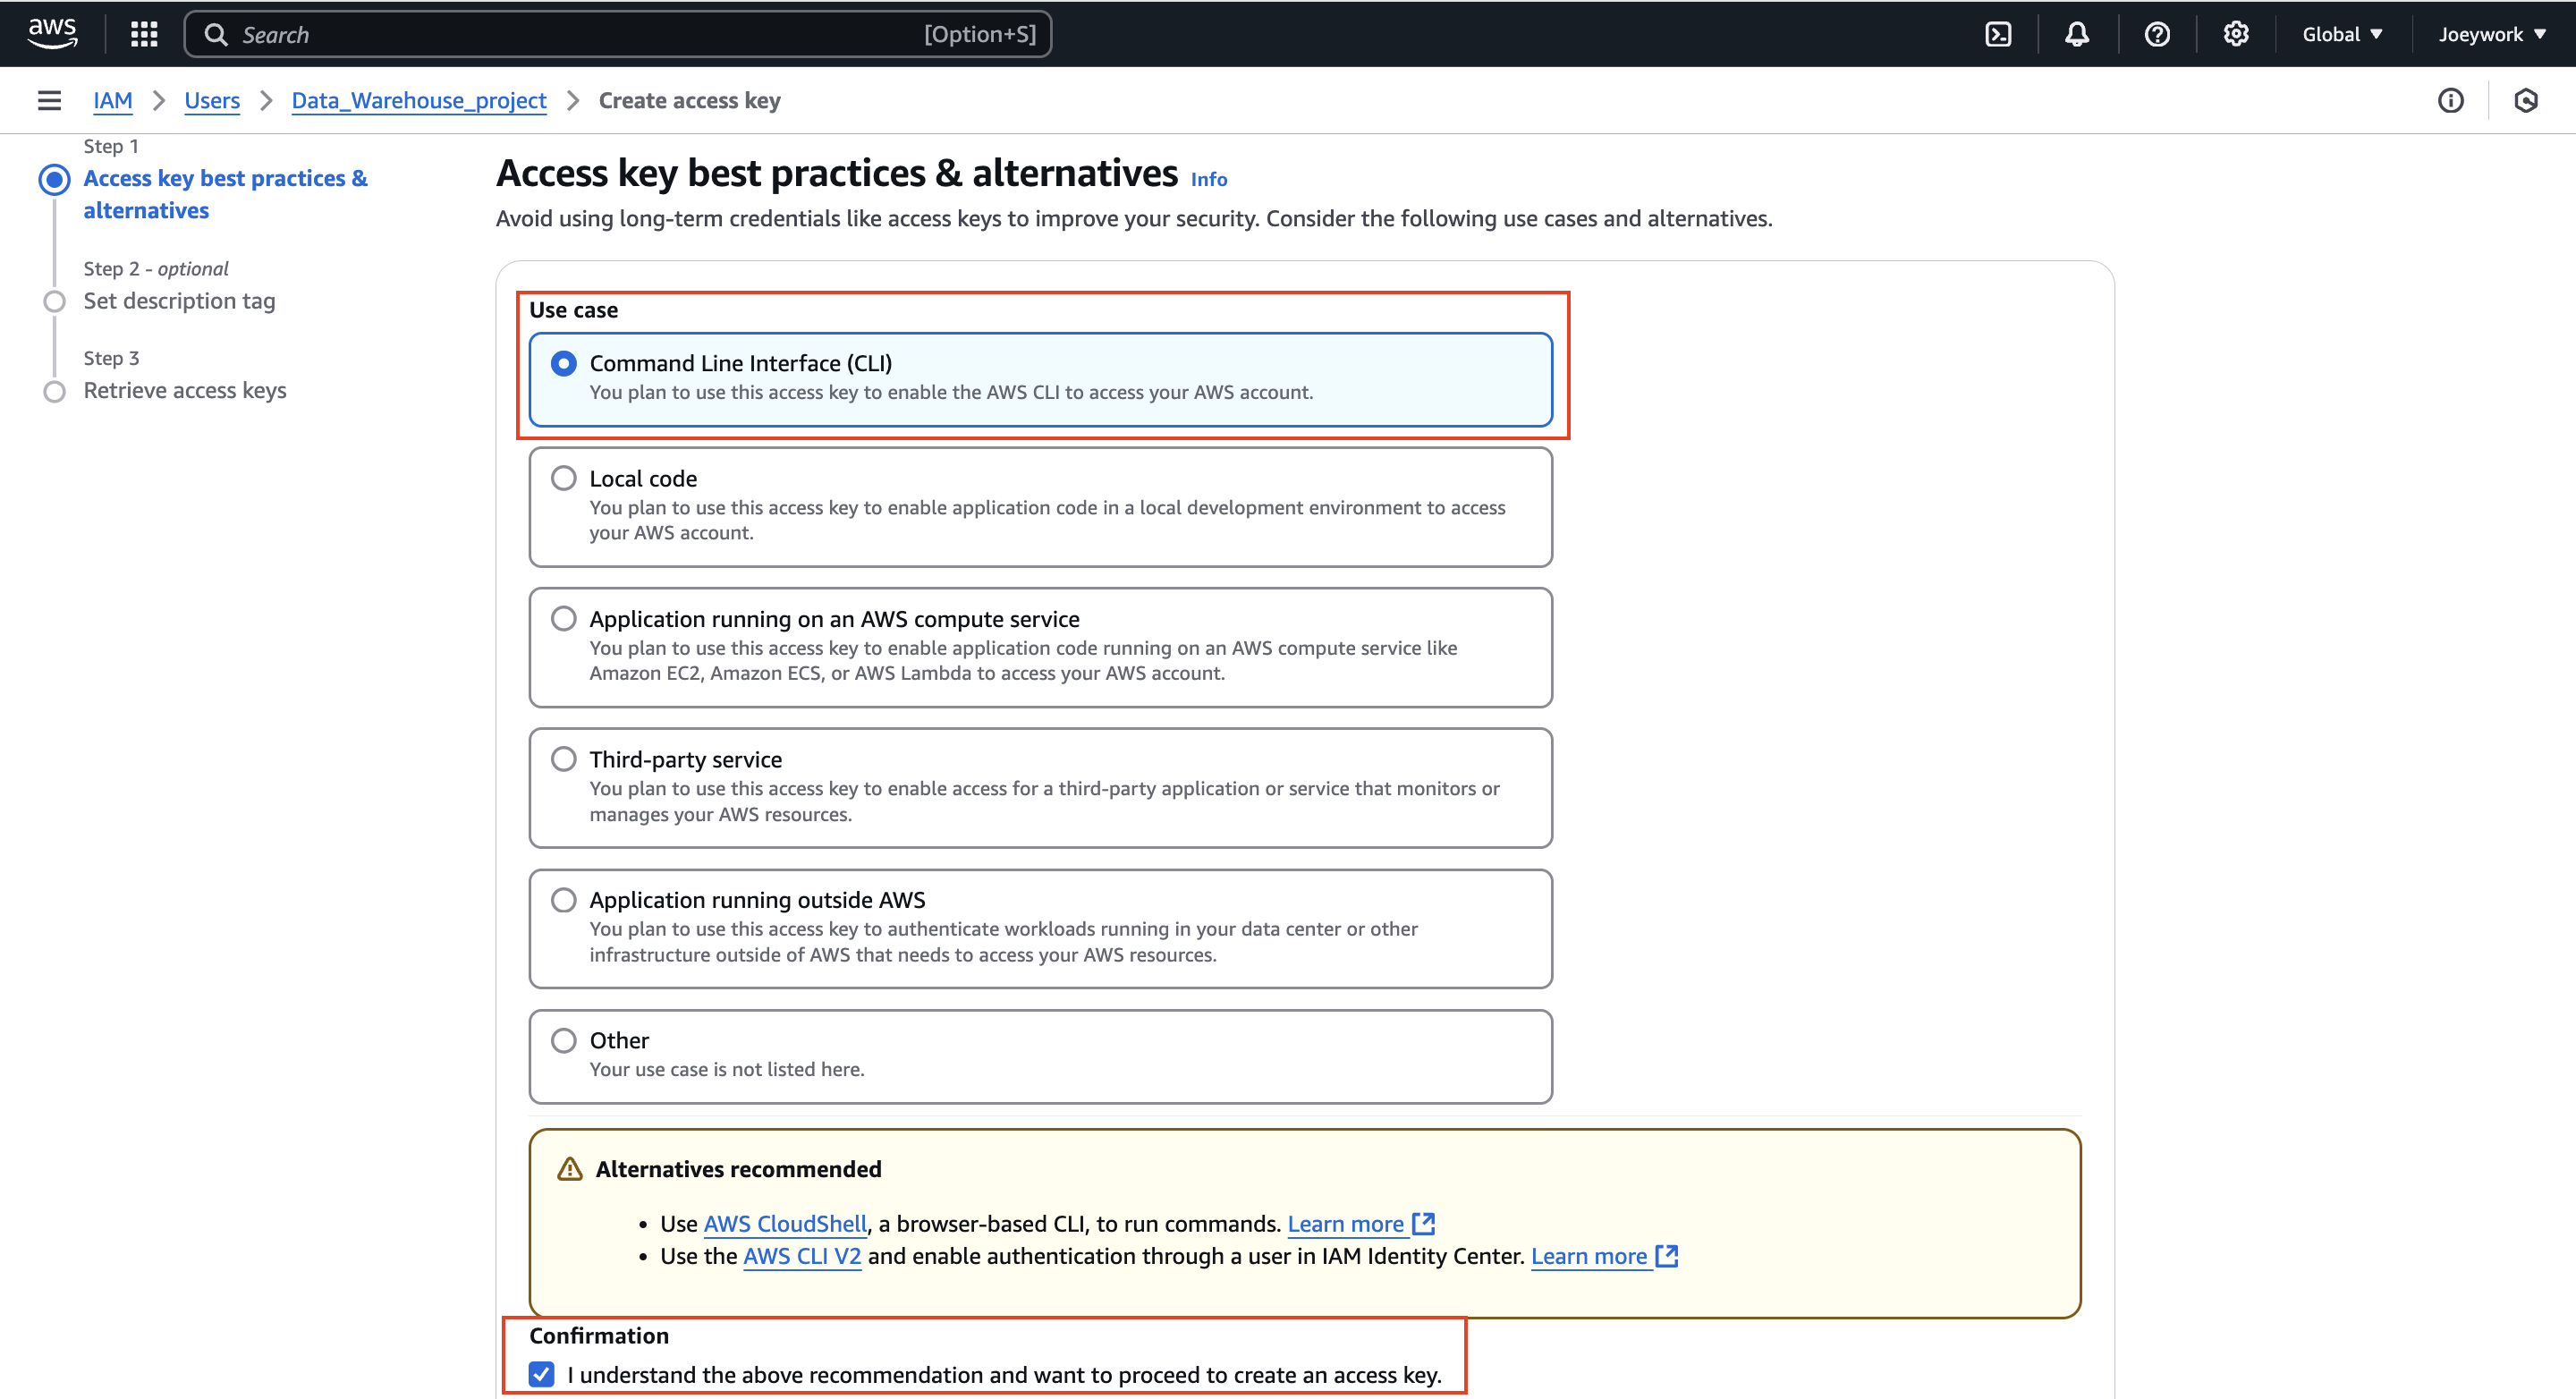 aws
Search
[Option+S]
Global
Joeywork
IAM
Users
Data_Warehouse_project
Create access key
Step 1
Access key best practices &
alternatives
Step 2 - optional
Set description tag
Step 3
Retrieve access keys
Access key best practices & alternatives Info
Avoid using long-term credentials like access keys to improve your security. Consider the following use cases and alternatives.
Use case
Command Line Interface (CLI)
You plan to use this access key to enable the AWS CLI to access your AWS account.
Local code
You plan to use this access key to enable application code in a local development environment to access
your AWS account.
Application running on an AWS compute service
You plan to use this access key to enable application code running on an AWS compute service like
Amazon EC2, Amazon ECS, or AWS Lambda to access your AWS account.
Third-party service
You plan to use this access key to enable access for a third-party application or service that monitors or
manages your AWS resources.
Application running outside AWS
You plan to use this access key to authenticate workloads running in your data center or other
infrastructure outside of AWS that needs to access your AWS resources.
Other
Your use case is not listed here.
Alternatives recommended
• Use AWS CloudShell, a browser-based CLI, to run commands. Learn more
• Use the AWS CLI V2 and enable authentication through a user in IAM Identity Center. Learn more
Confirmation
I understand the above recommendation and want to proceed to create an access key.